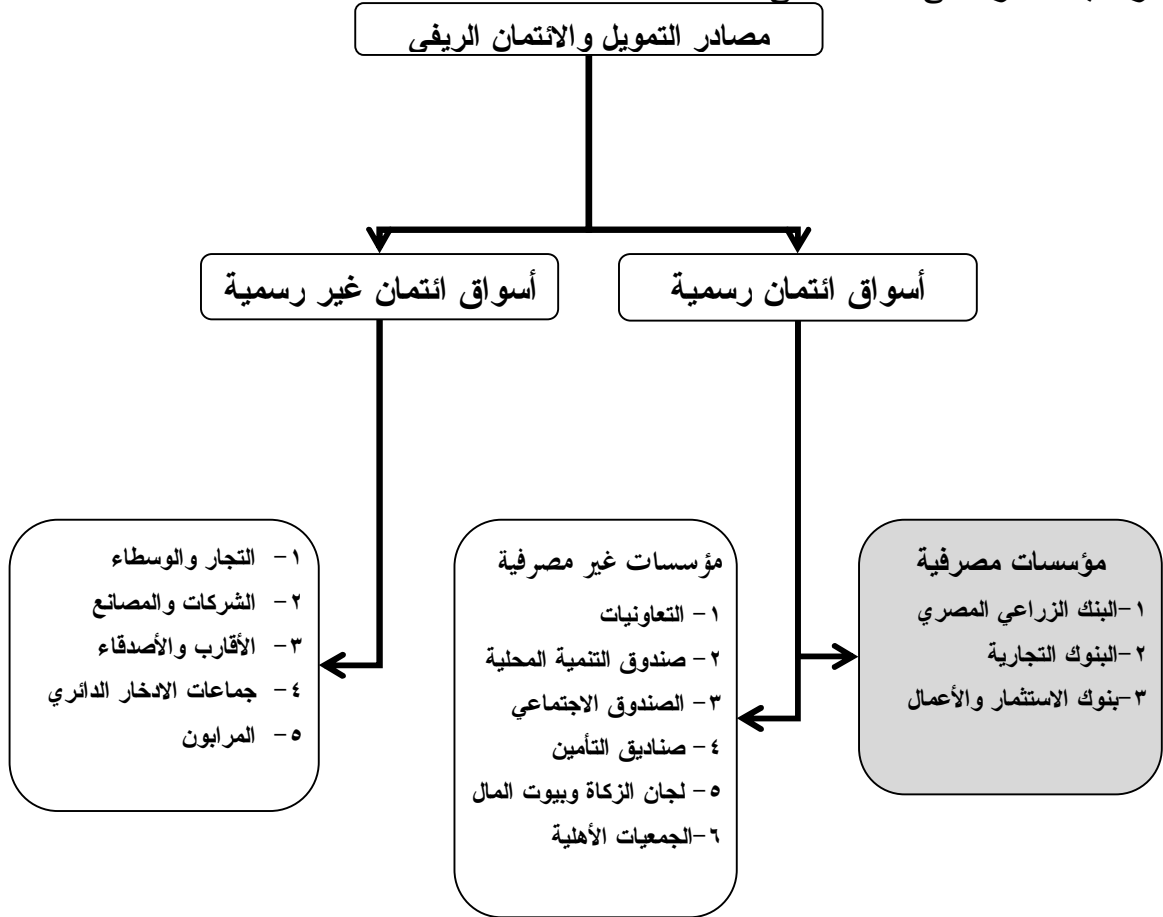 مصادر التمويل والائتمان الريفى
أسواق ائتمان رسمية
أسواق ائتمان غير رسمية
مؤسسات مصرفية
١-البنك الزراعي المصري
٢-البنوك التجارية
٣-بنوك الاستثمار والأعمال
مؤسسات غير مصرفية
١- التعاونيات
٢- صندوق التنمية المحلية
٣- الصندوق الاجتماعي
٤- صناديق التأمين
٥- لجان الزكاة وبيوت المال
٦-الجمعيات الأهلية
١- التجار والوسطاء
٢- الشركات والمصانع
٣- الأقارب والأصدقاء
٤- جماعات الادخار الدائري
٥- المرابون